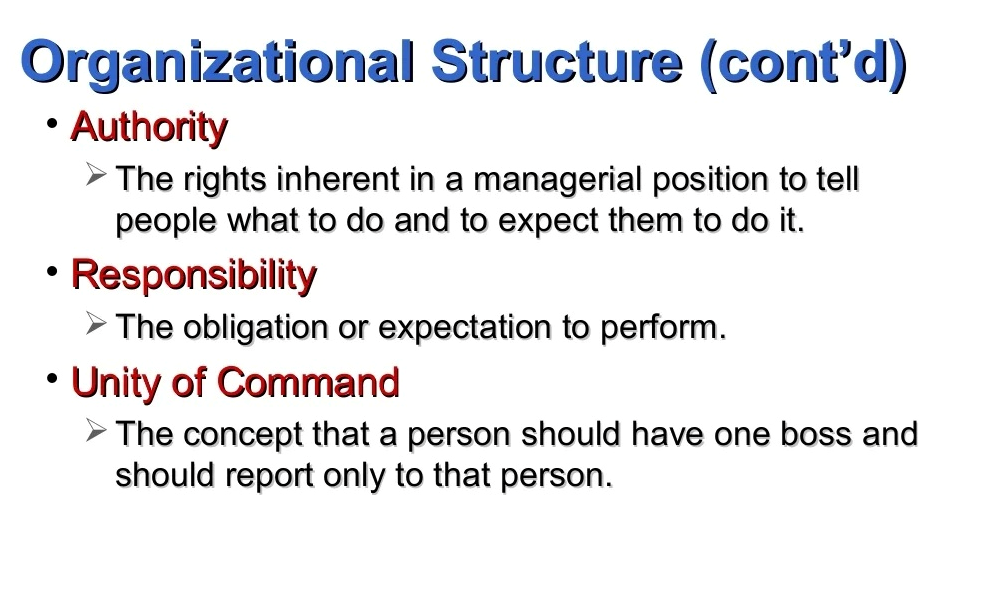 Organizational Structure (cont’d)
• Authority
➢ The rights inherent in a managerial position to tell
people what to do and to expect them to do it.
• Responsibility
➢ The obligation or expectation to perform.
• Unity of Command
➢ The concept that a person should have one boss and
should report only to that person.